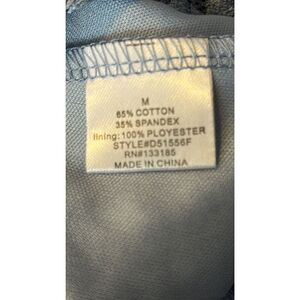 M
65% COTTON
35% SPANDEX
lining: 100% PLOYESTER
STYLE#D51556F
RN#133185
MADE IN CHINA